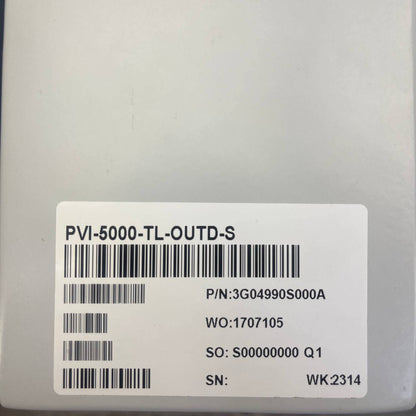 PVI-5000-TL-OUTD-S
P/N:3G04990S000A
WO:1707105
SO: S00000000 Q1
SN: WK:2314